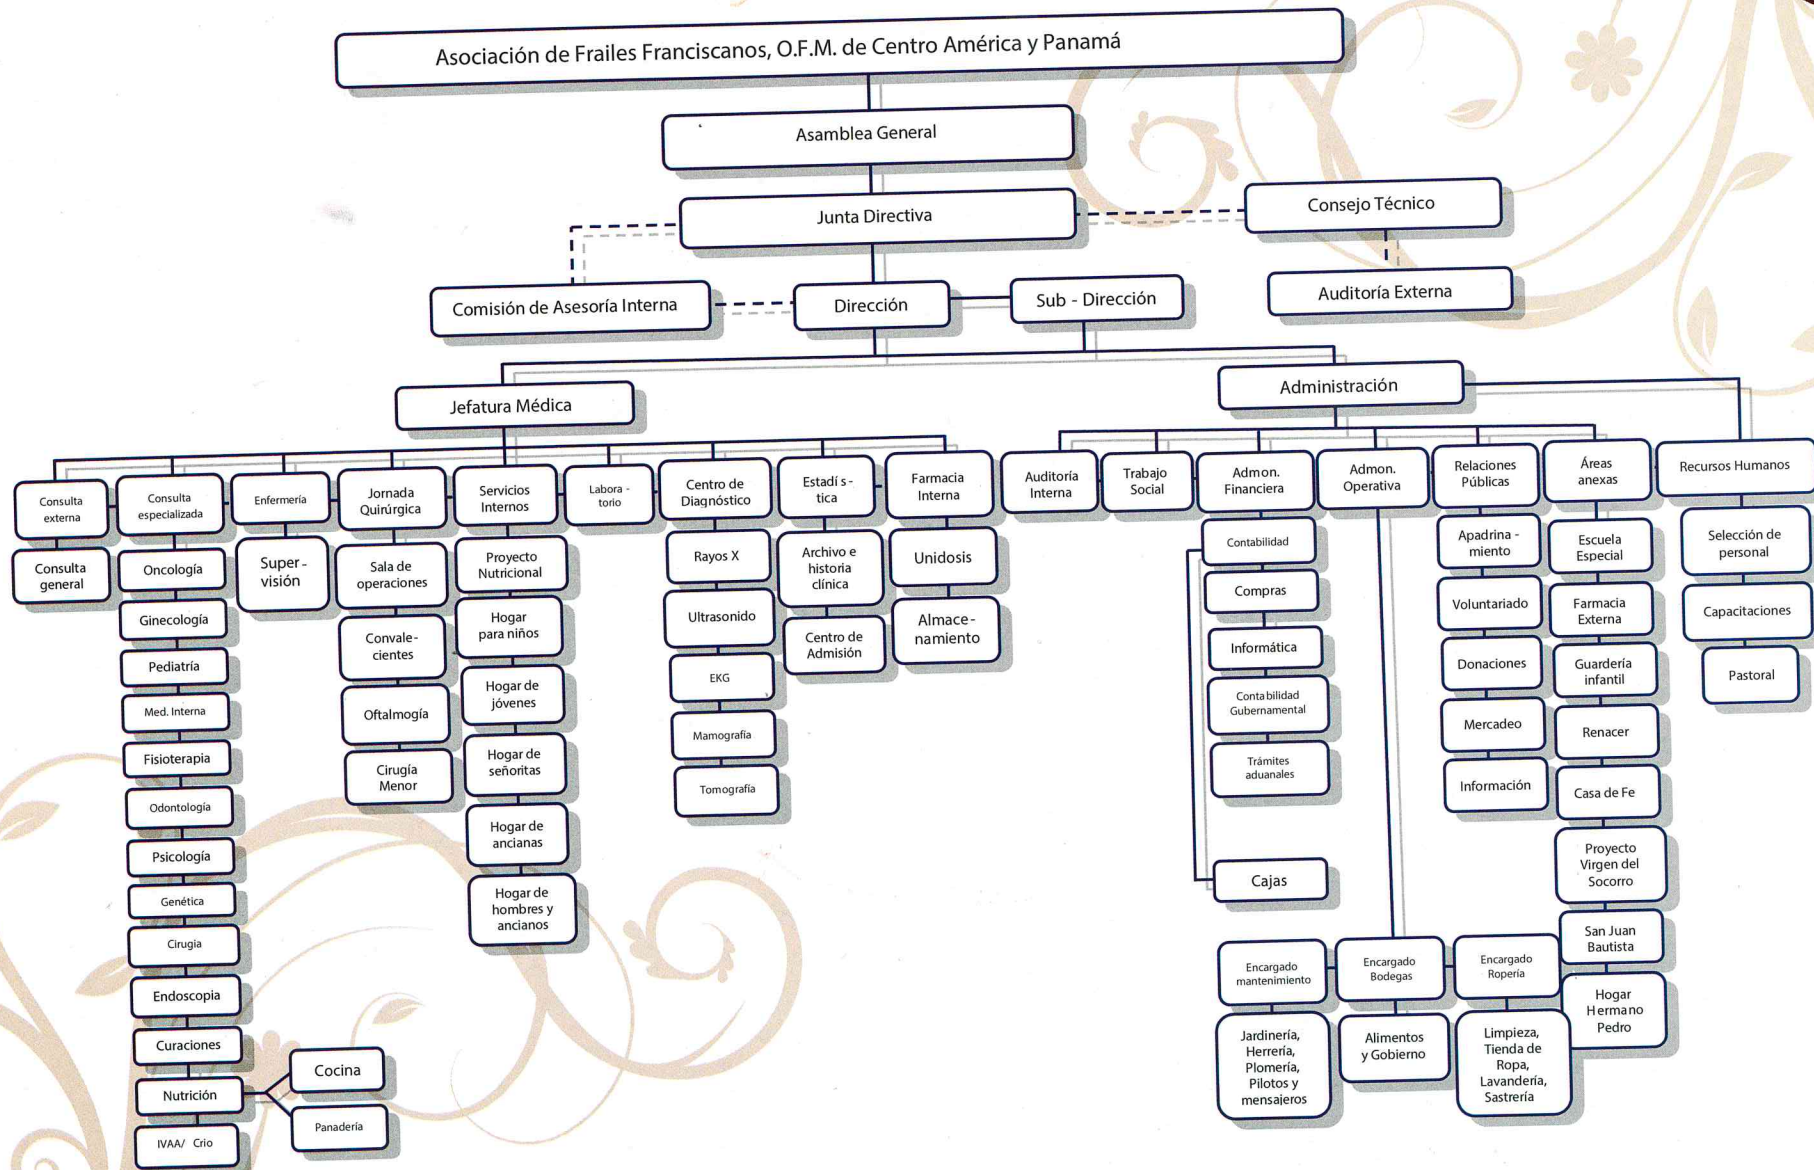 Asociación de Frailes Franciscanos, O.F.M. de Centro América y Panamá
Asamblea General
Junta Directiva
Consejo Técnico
Comisión de Asesoría Interna
Dirección
Sub - Dirección
Auditoría Externa
Jefatura Médica
Administración
Consulta
externa
Consulta
general
Consulta
especializada
Oncología
Ginecología
Pediatría
Med. Interna
Fisioterapia
Odontología
Psicología
Genética
Cirugia
Endoscopia
Curaciones
Nutrición
Cocina
Panadería
IVAA/ Crio
Enfermería
Super -
visión
Jornada
Quirúrgica
Sala de
operaciones
Convale-
cientes
Oftalmogía
Cirugía
Menor
Servicios
Internos
Proyecto
Nutricional
Hogar
para niños
Hogar de
jóvenes
Hogar de
señoritas
Hogar de
ancianas
Hogar de
hombres y
ancianos
Labora -
torio
Centro de
Diagnóstico
Rayos X
Ultrasonido
EKG
Mamografía
Tomografía
Estadí s -
tica
Archivo e
historia
clínica
Centro de
Admisión
Farmacia
Interna
Unidosis
Almace-
namiento
Auditoría
Interna
Trabajo
Social
Admon.
Financiera
Contabilidad
Compras
Informática
Contabilidad
Gubernamental
Trámites
aduanales
Cajas
Admon.
Operativa
Encargado
mantenimiento
Jardinería,
Herrería,
Plomería,
Pilotos y
mensajeros
Encargado
Bodegas
Alimentos
y Gobierno
Encargado
Ropería
Limpieza,
Tienda de
Ropa,
Lavandería,
Sastrería
Relaciones
Públicas
Apadrina -
miento
Voluntariado
Donaciones
Mercadeo
Información
Áreas
anexas
Escuela
Especial
Farmacia
Externa
Guardería
infantil
Renacer
Casa de Fe
Proyecto
Virgen del
Socorro
San Juan
Bautista
Hogar
Hermano
Pedro
Recursos Humanos
Selección de
personal
Capacitaciones
Pastoral